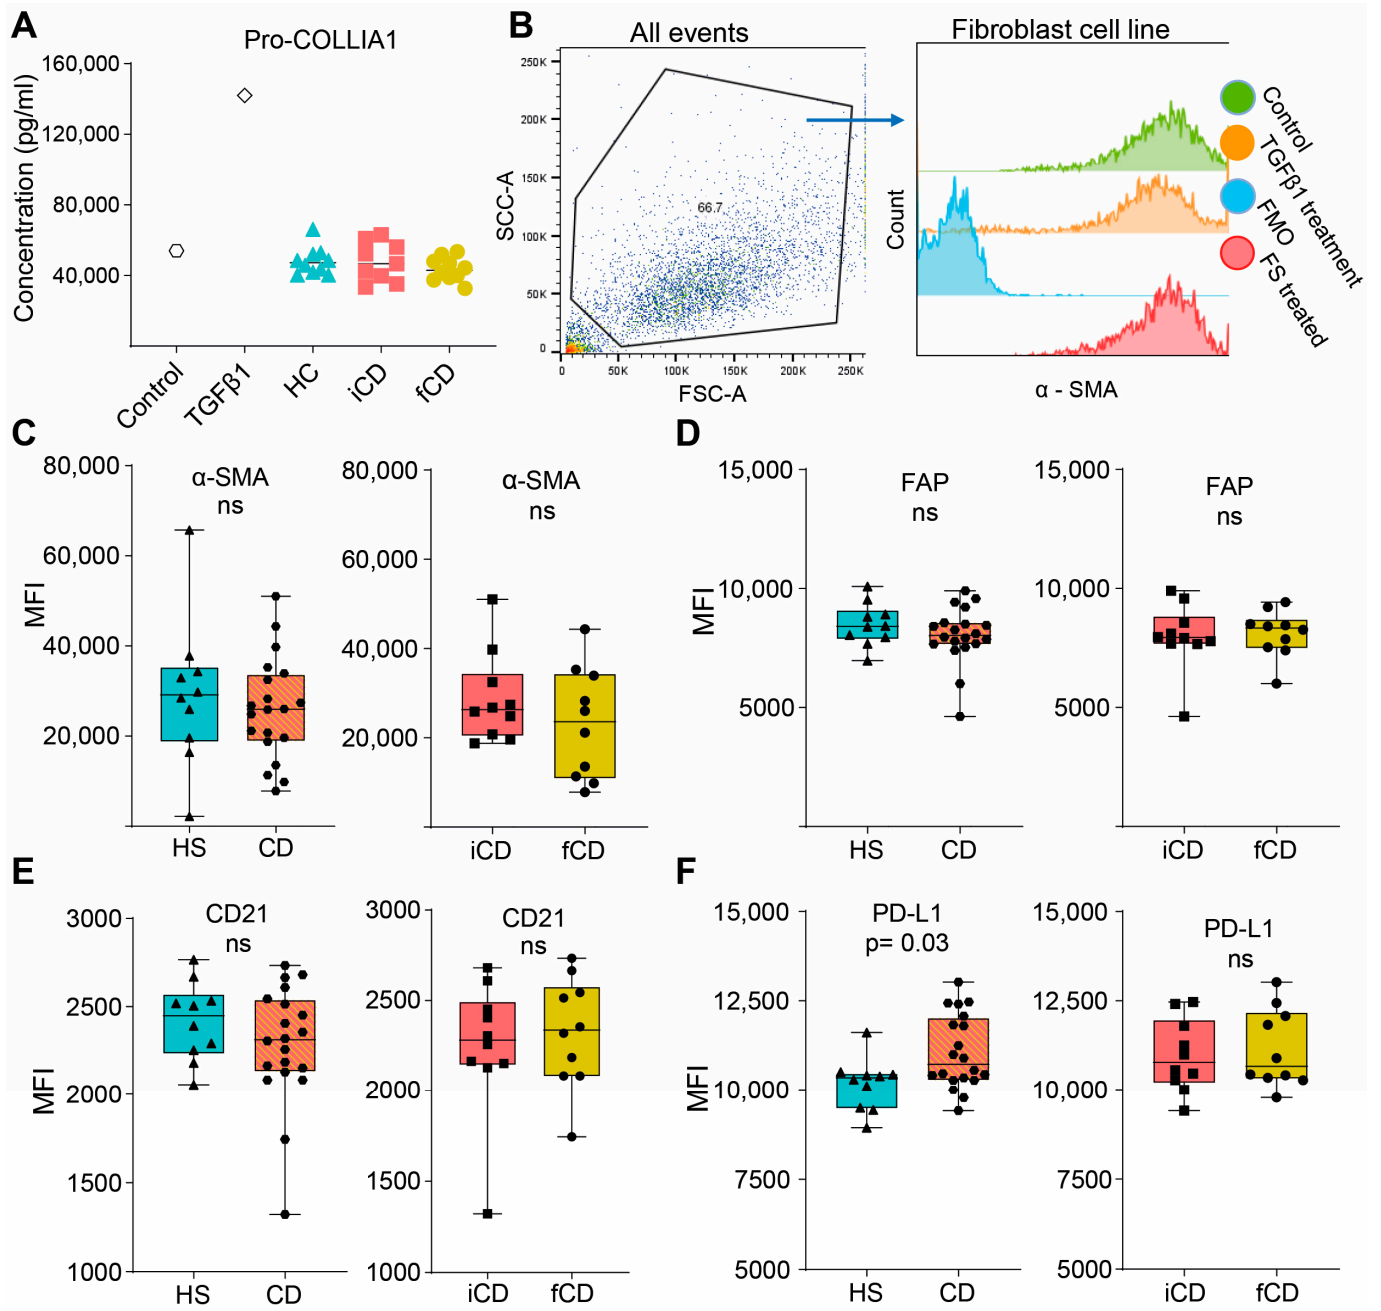 A
Pro-COLLIA1
Concentration (pg/ml)
160,000
120,000
80,000
40,000
Control
TGFβ1
HC
iCD
fCD
B
All events
SCC-A
250K
200K
150K
100K
50K
0
66.7
0
50K
100K
150K
200K
250K
FSC-A
Fibroblast cell line
Count
α - SMA
Control
TGFβ1 treatment
FMO
FS treated
C
α-SMA
ns
MFI
80,000
60,000
40,000
20,000
HS
CD
α-SMA
ns
80,000
60,000
40,000
20,000
iCD
fCD
D
FAP
ns
MFI
15,000
10,000
5000
HS
CD
FAP
ns
15,000
10,000
5000
iCD
fCD
E
CD21
ns
MFI
3000
2500
2000
1500
1000
HS
CD
CD21
ns
3000
2500
2000
1500
1000
iCD
fCD
F
PD-L1
p= 0.03
MFI
15,000
12,500
10,000
7500
5000
HS
CD
PD-L1
ns
15,000
12,500
10,000
7500
5000
iCD
fCD